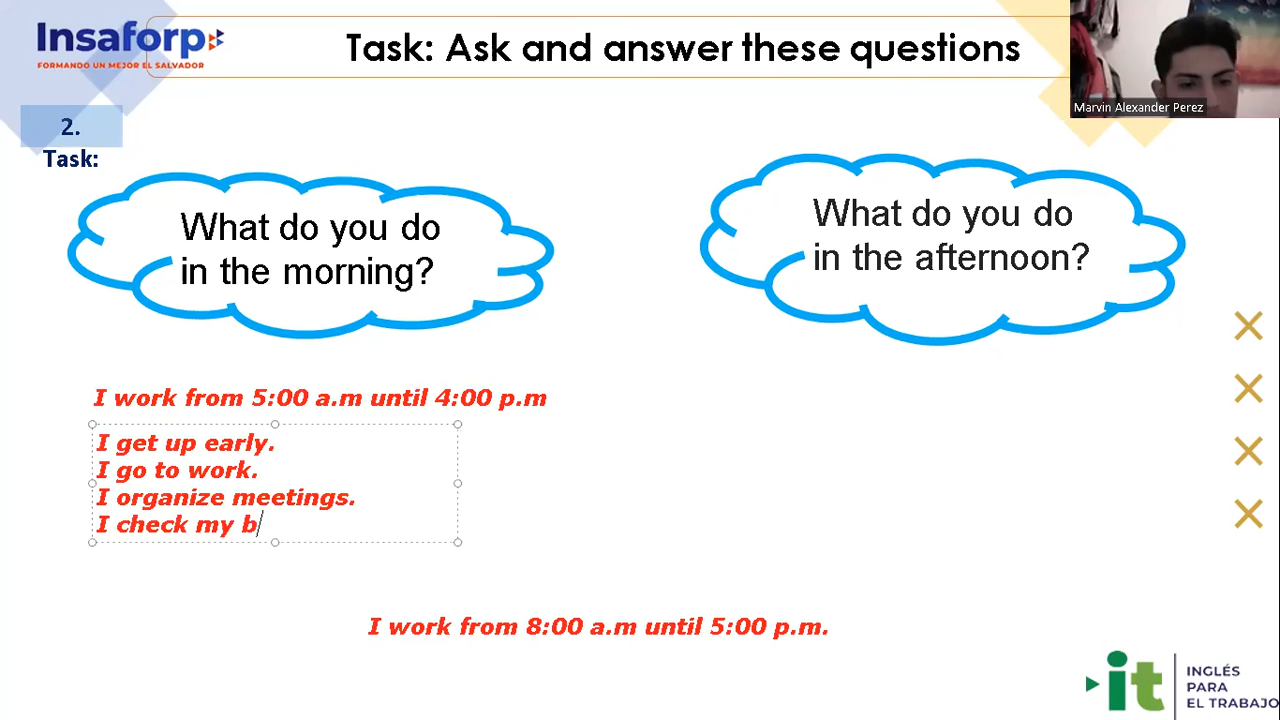 Insaforp
FORMANDO UN MEJOR EL SALVADOR
Task: Ask and answer these questions
Marvin Alexander Perez
2.
Task:
What do you do
in the morning?
What do you do
in the afternoon?
I work from 5:00 a.m until 4:00 p.m
I get up early.
I go to work.
I organize meetings.
I check my b
I work from 8:00 a.m until 5:00 p.m.
it
INGLÉS
PARA
EL TRABAJO